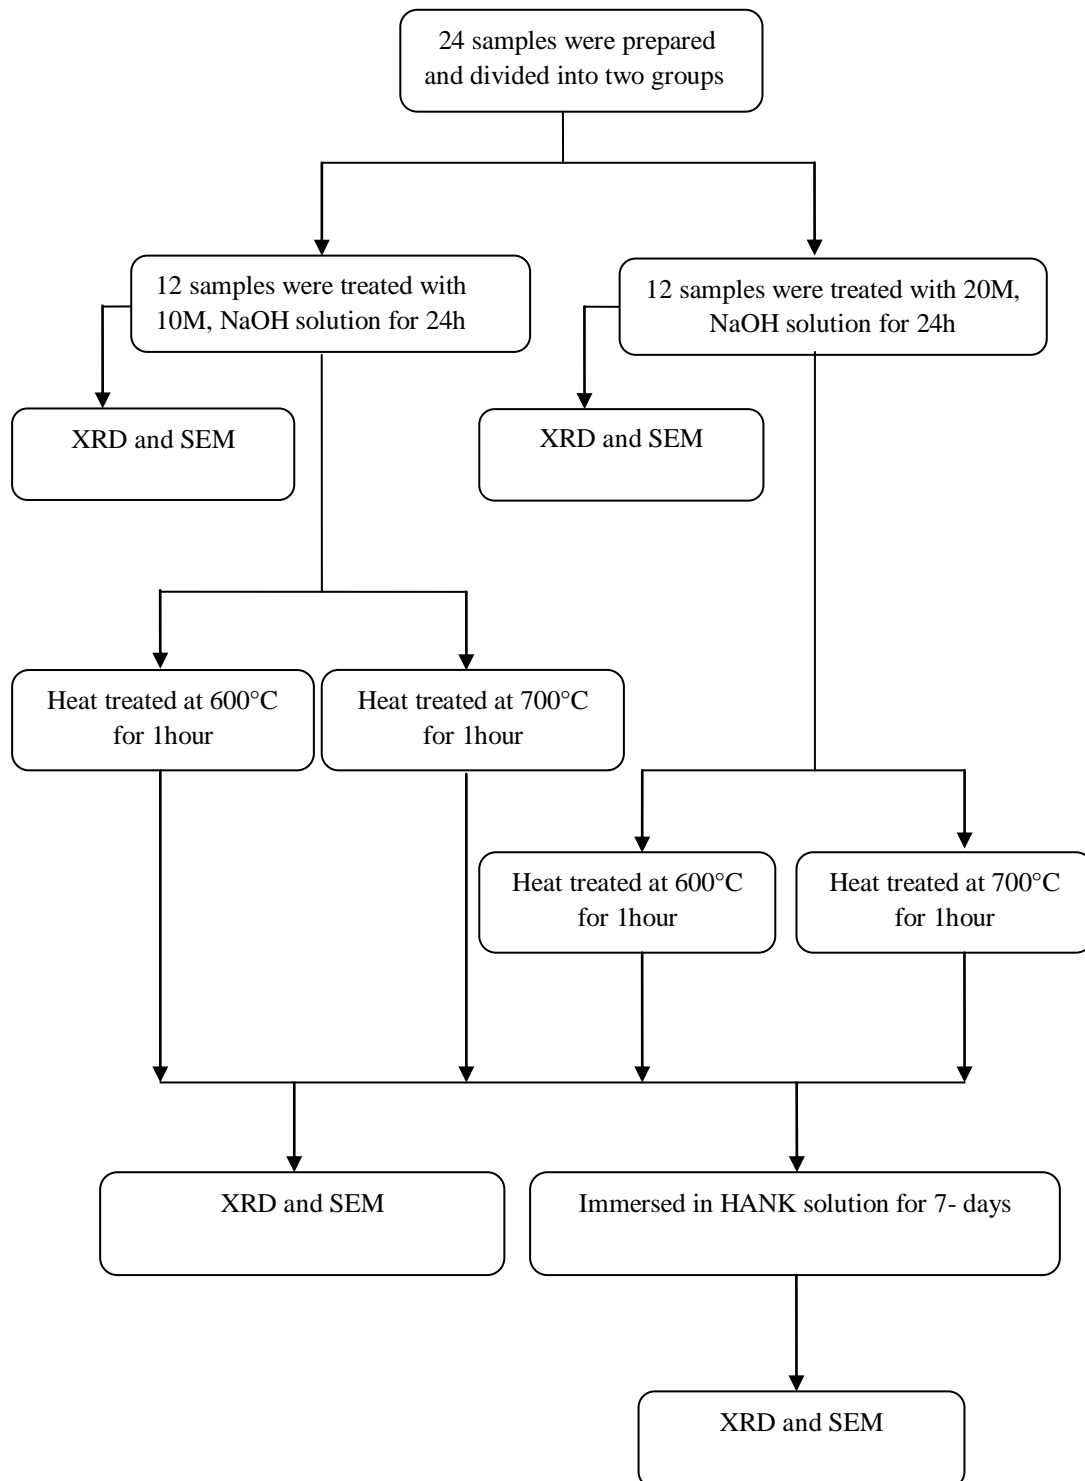 24 samples were prepared
and divided into two groups
12 samples were treated with
10M, NaOH solution for 24h
12 samples were treated with 20M,
NaOH solution for 24h
XRD and SEM
XRD and SEM
Heat treated at 600°C
for 1hour
Heat treated at 700°C
for 1hour
Heat treated at 600°C
for 1hour
Heat treated at 700°C
for 1hour
XRD and SEM
Immersed in HANK solution for 7- days
XRD and SEM